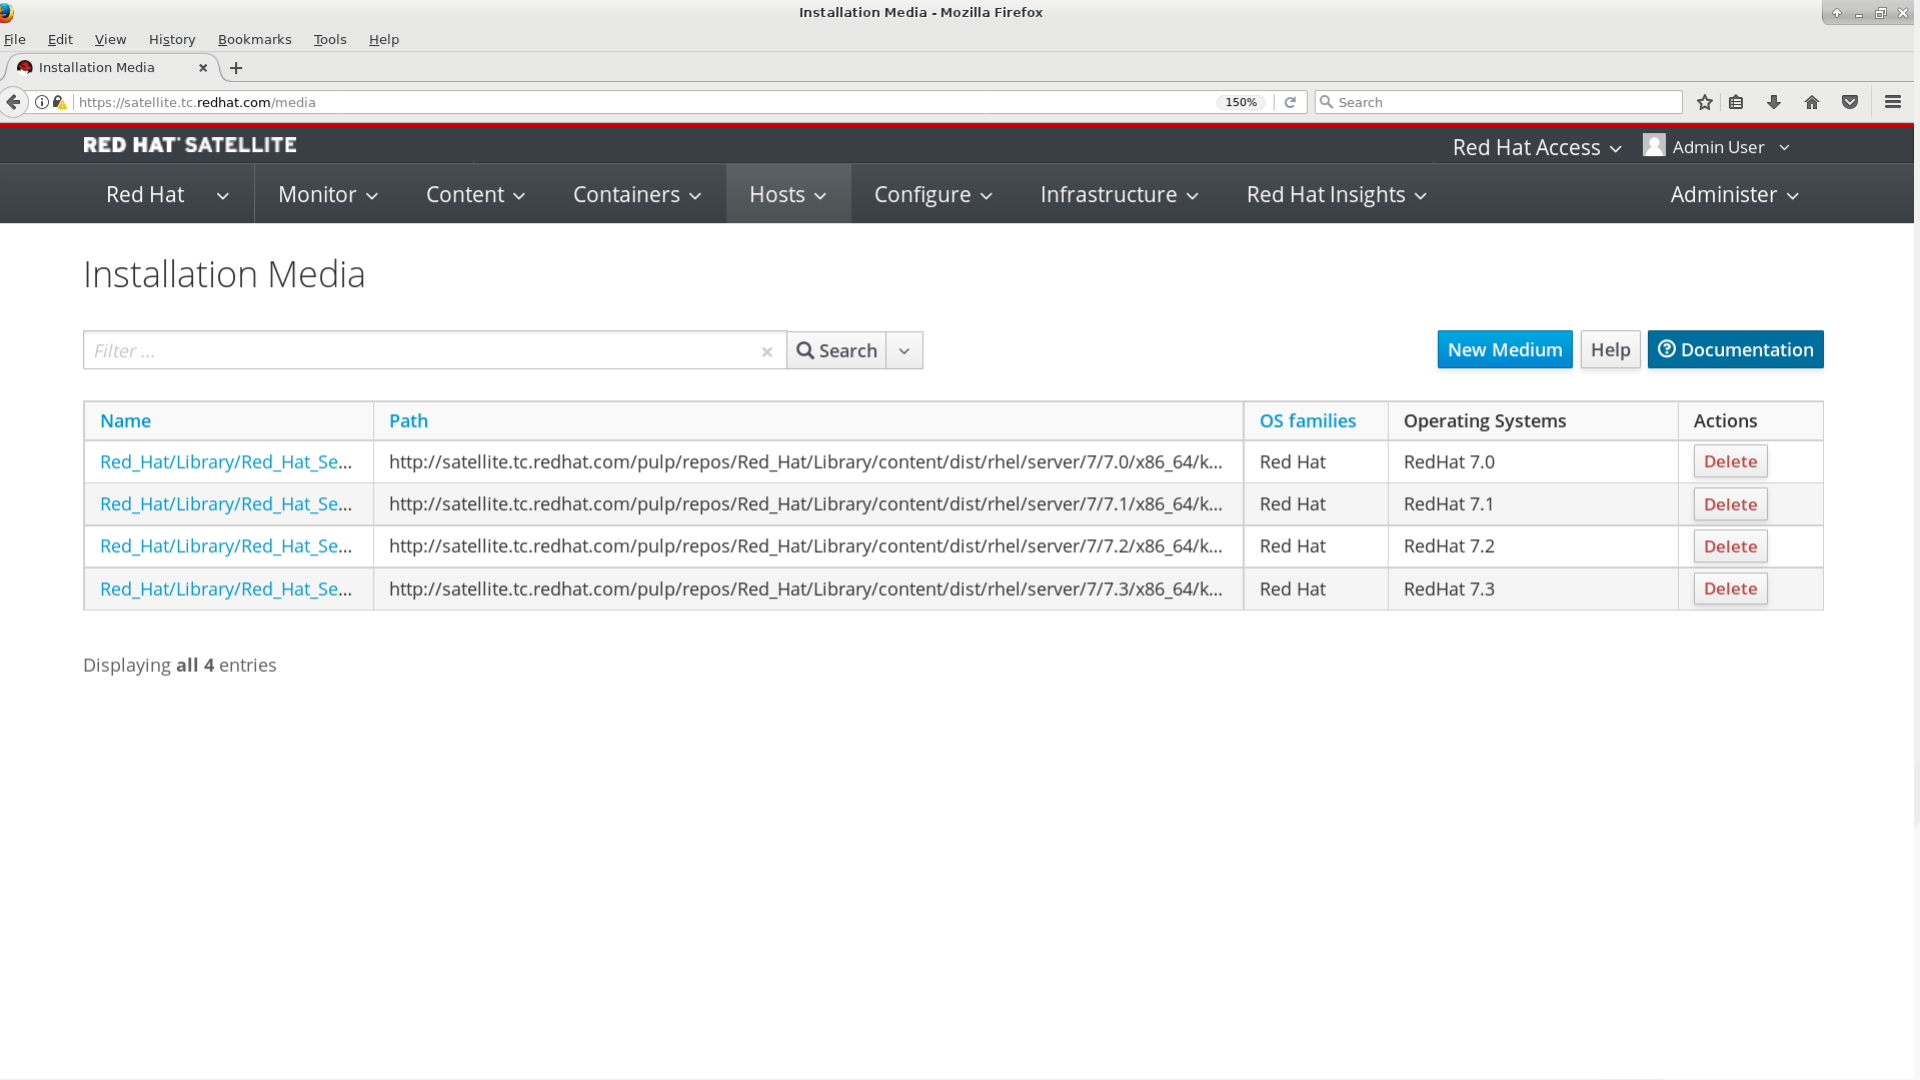 Installation Media - Mozilla Firefox
File Edit View History Bookmarks Tools Help
Installation Media
https://satellite.tc.redhat.com/media 150% Search
RED HAT SATELLITE Red Hat Access Admin User
Red Hat Monitor Content Containers Hosts Configure Infrastructure Red Hat Insights Administer
Installation Media
Filter ... Search New Medium Help Documentation
Name Path OS families Operating Systems Actions
Red_Hat/Library/Red_Hat_Se... http://satellite.tc.redhat.com/pulp/repos/Red_Hat/Library/content/dist/rhel/server/7/7.0/x86_64/k... Red Hat RedHat 7.0 Delete
Red_Hat/Library/Red_Hat_Se... http://satellite.tc.redhat.com/pulp/repos/Red_Hat/Library/content/dist/rhel/server/7/7.1/x86_64/k... Red Hat RedHat 7.1 Delete
Red_Hat/Library/Red_Hat_Se... http://satellite.tc.redhat.com/pulp/repos/Red_Hat/Library/content/dist/rhel/server/7/7.2/x86_64/k... Red Hat RedHat 7.2 Delete
Red_Hat/Library/Red_Hat_Se... http://satellite.tc.redhat.com/pulp/repos/Red_Hat/Library/content/dist/rhel/server/7/7.3/x86_64/k... Red Hat RedHat 7.3 Delete
Displaying all 4 entries